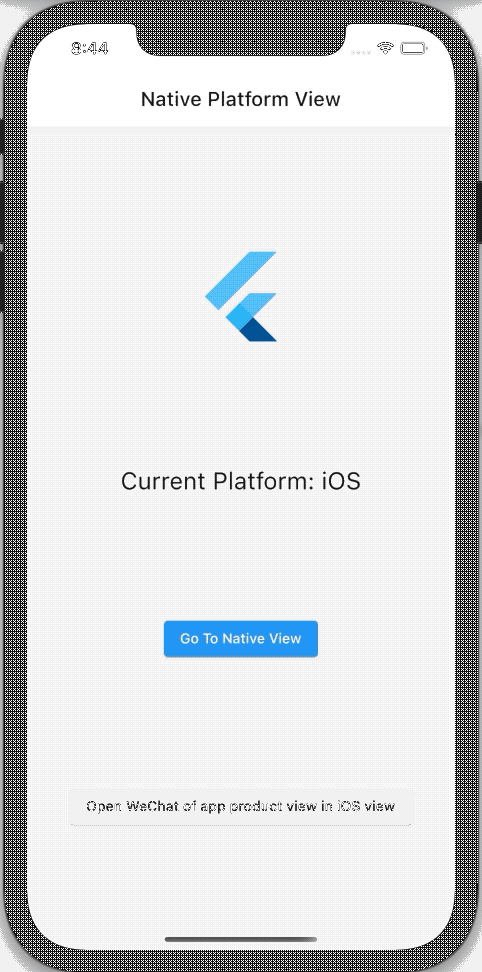 9:44
Native Platform View
Current Platform: iOS
Go To Native View
Open WeChat of app product view in iOS view